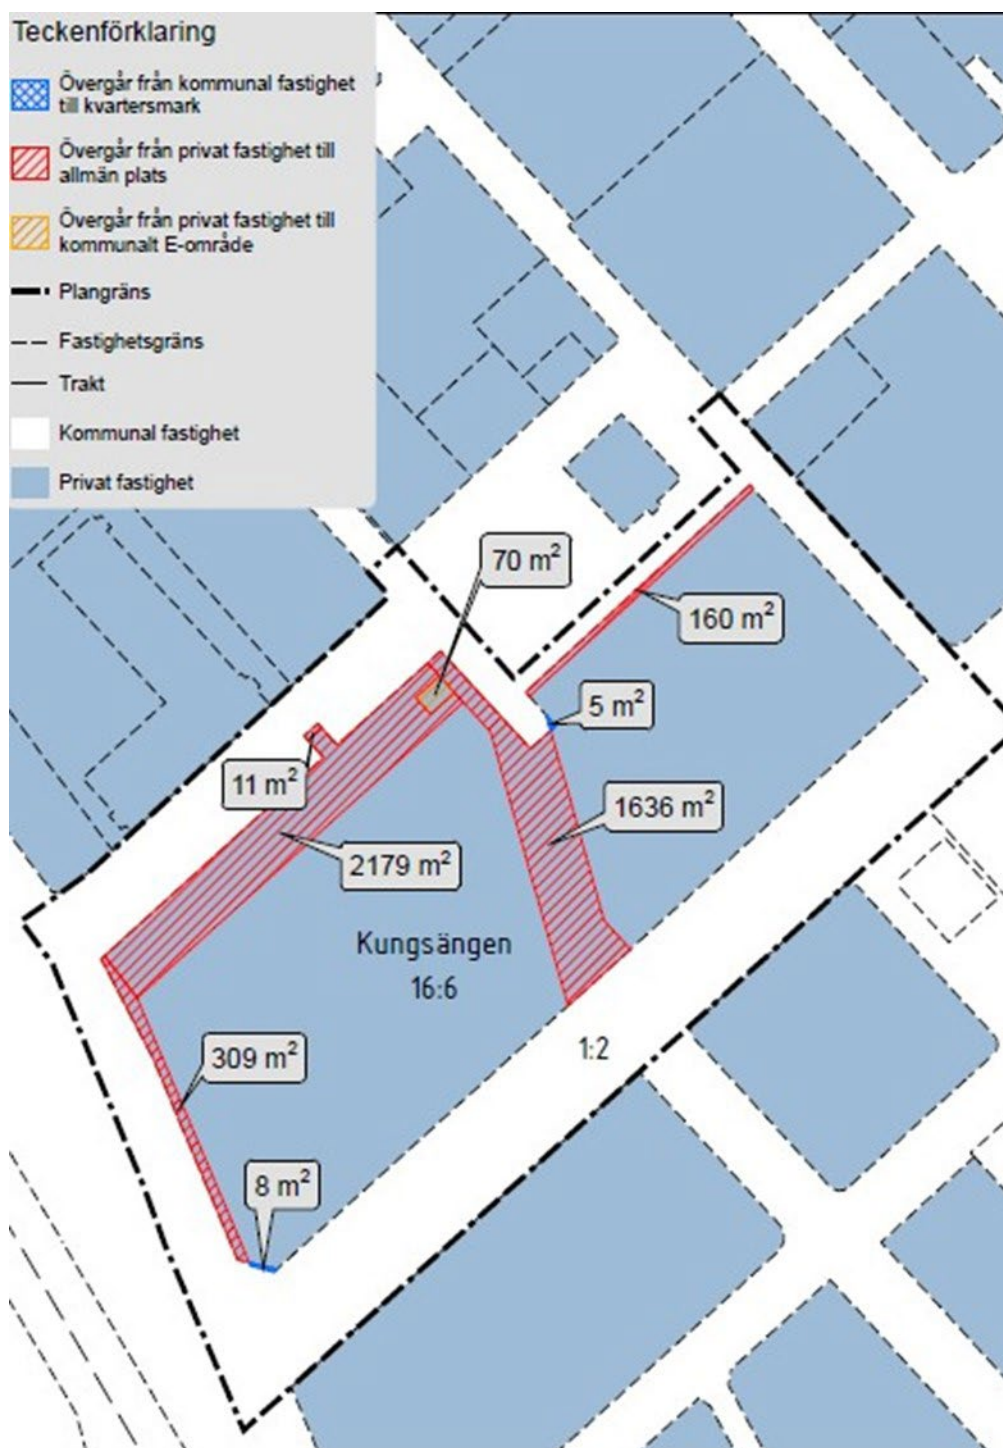 Teckenförklaring
Övergår från kommunal fastighet
till kvartersmark
Övergår från privat fastighet till
allmän plats
Övergår från privat fastighet till
kommunalt E-område
Plangräns
Fastighetsgräns
Trakt
Kommunal fastighet
Privat fastighet
70 m²
160 m²
5 m²
11 m²
1636 m²
2179 m²
Kungsängen
16:6
1:2
309 m²
8 m²